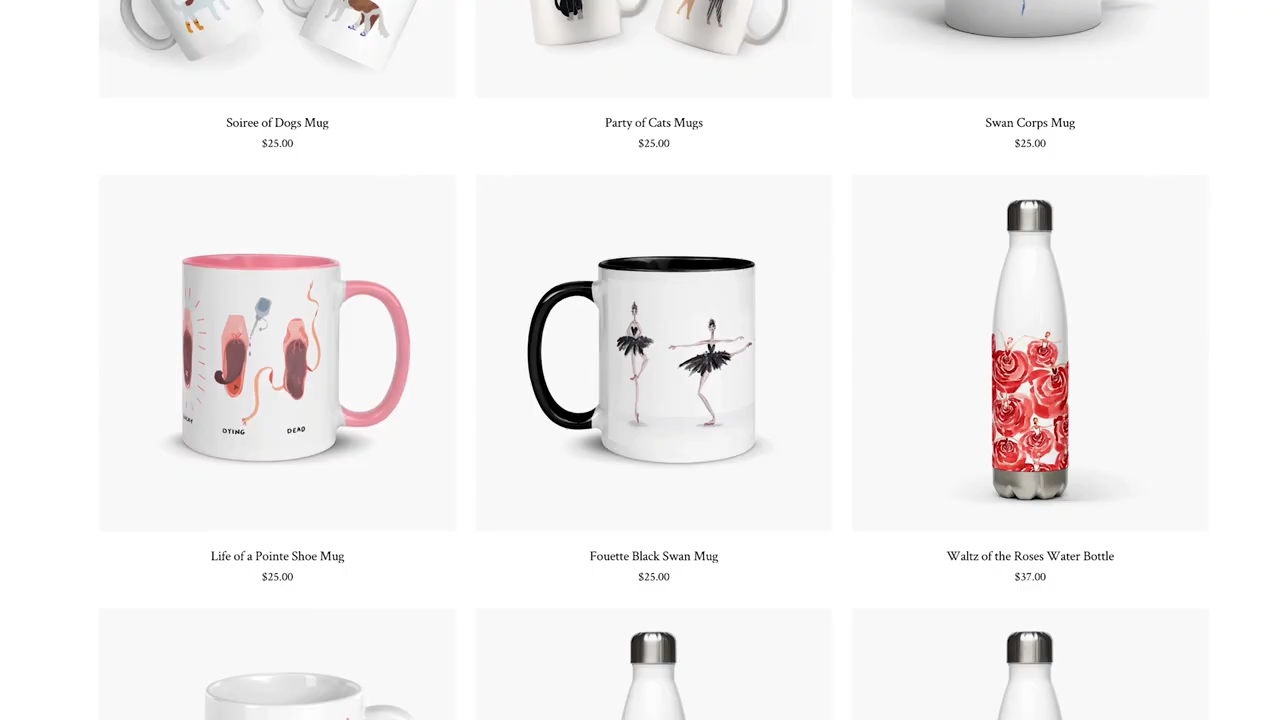 Soiree of Dogs Mug
$25.00
Party of Cats Mugs
$25.00
Swan Corps Mug
$25.00
DYING
DEAD
Life of a Pointe Shoe Mug
$25.00
Fouette Black Swan Mug
$25.00
Waltz of the Roses Water Bottle
$37.00